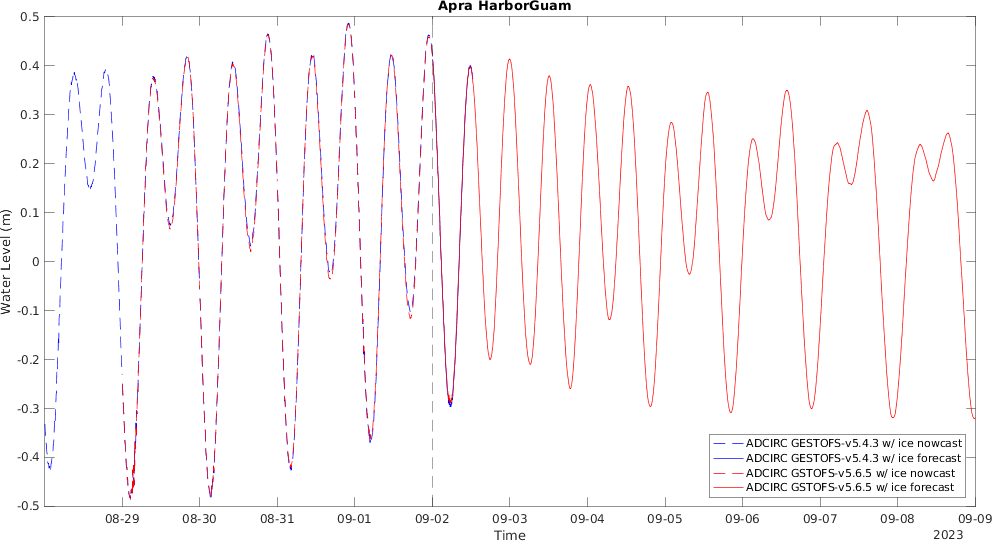 Apra HarborGuam
0.5
0.4
0.3
0.2
0.1
0
-0.1
-0.2
-0.3
-0.4
-0.5
Water Level (m)
ADCIRC GESTOFS-v5.4.3 w/ ice nowcast
ADCIRC GESTOFS-v5.4.3 w/ ice forecast
ADCIRC GSTOFS-v5.6.5 w/ ice nowcast
ADCIRC GSTOFS-v5.6.5 w/ ice forecast
08-29 08-30 08-31 09-01 09-02 09-03 09-04 09-05 09-06 09-07 09-08 09-09
Time
2023